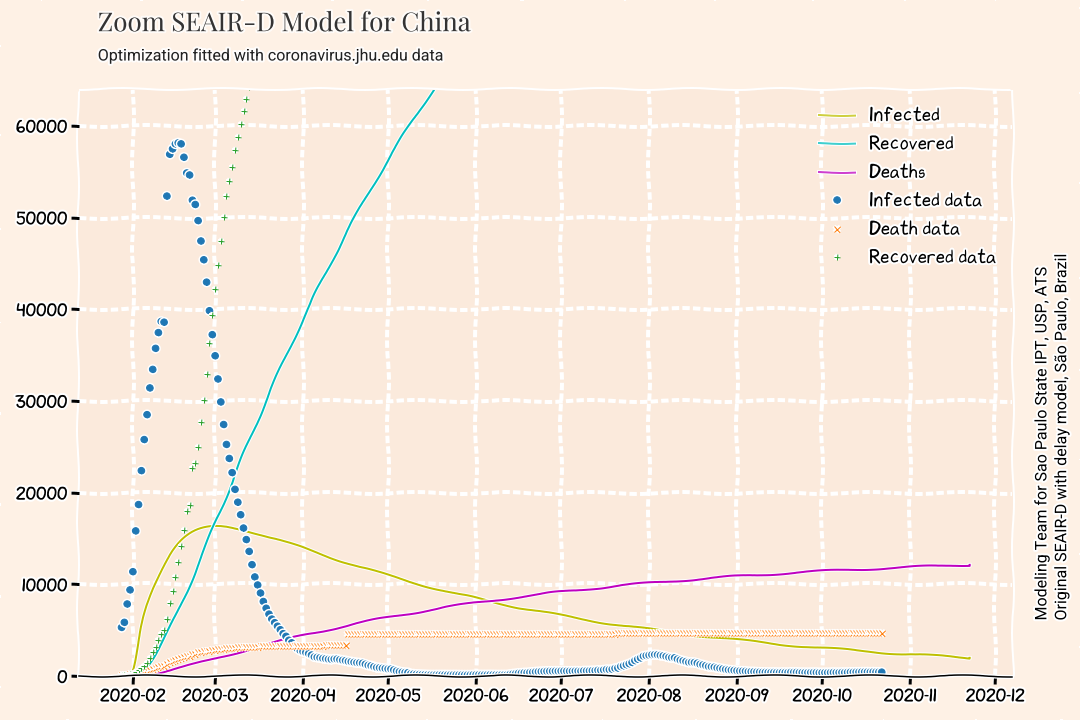 Zoom SEAIR-D Model for China
Optimization fitted with coronavirus.jhu.edu data
60000
50000
40000
30000
20000
10000
0
2020-02
2020-03
2020-04
2020-05
2020-06
2020-07
2020-08
2020-09
2020-10
2020-11
2020-12
Infected
Recovered
Deaths
Infected data
Death data
Recovered data
Modeling Team for Sao Paulo State IPT, USP, ATS
Original SEAIR-D with delay model, São Paulo, Brazil